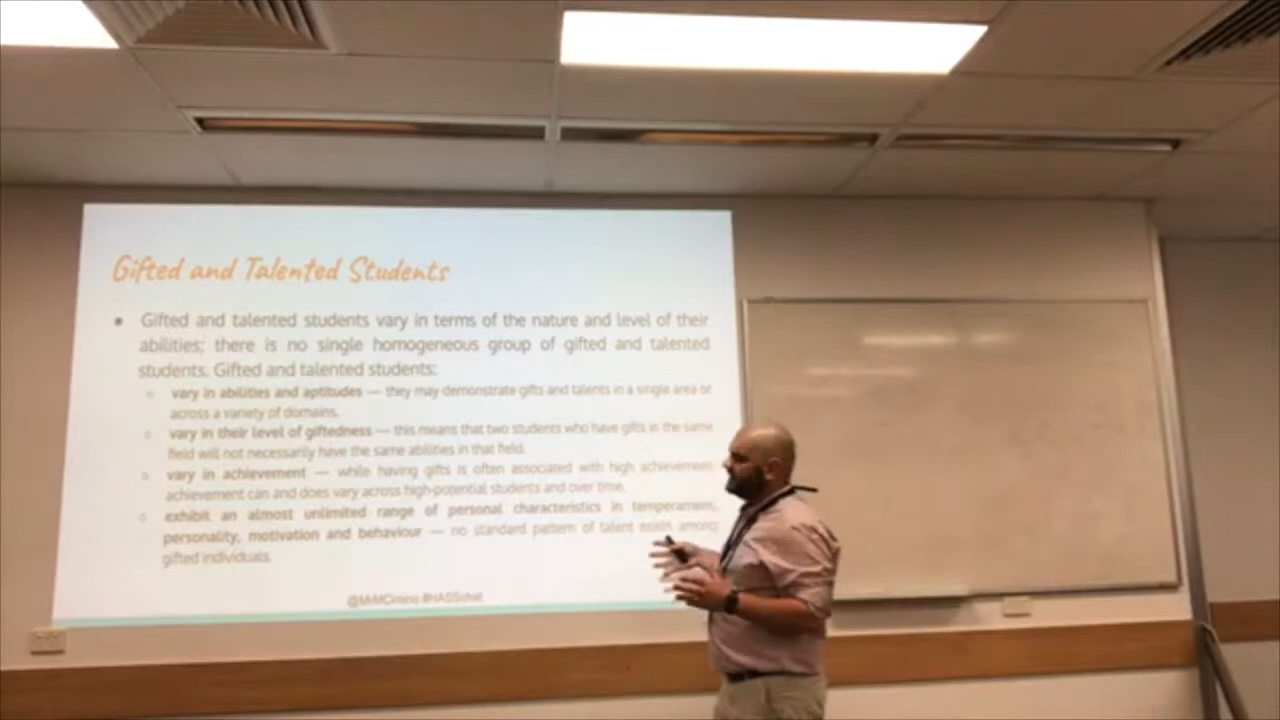 Gifted and Talented Students
• Gifted and talented students vary in terms of the nature and level of their
abilities; there is no single homogeneous group of gifted and talented
students. Gifted and talented students:
○ vary in abilities and aptitudes — they may demonstrate gifts and talents in a single area or
across a variety of domains.
○ vary in their level of giftedness — this means that two students who have gifts in the same
field will not necessarily have the same abilities in that field.
○ vary in achievement — while having gifts is often associated with high achievement,
achievement can and does vary across high-potential students and over time.
○ exhibit an almost unlimited range of personal characteristics in temperament,
personality, motivation and behaviour — no standard pattern of talent exists among
gifted individuals.